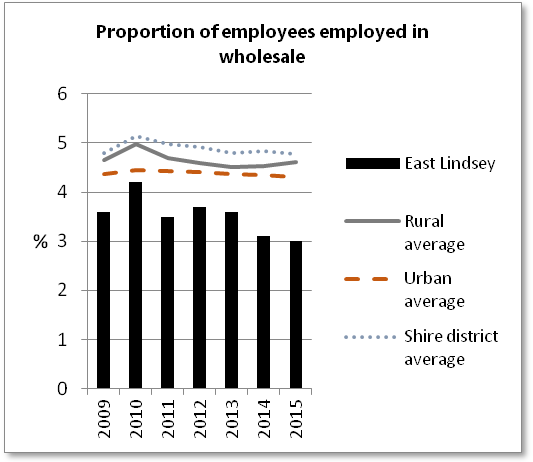 Proportion of employees employed in
wholesale
6
5
4
3
2
1
0
%
2009
2010
2011
2012
2013
2014
2015
East Lindsey
Rural
average
Urban
average
Shire district
average